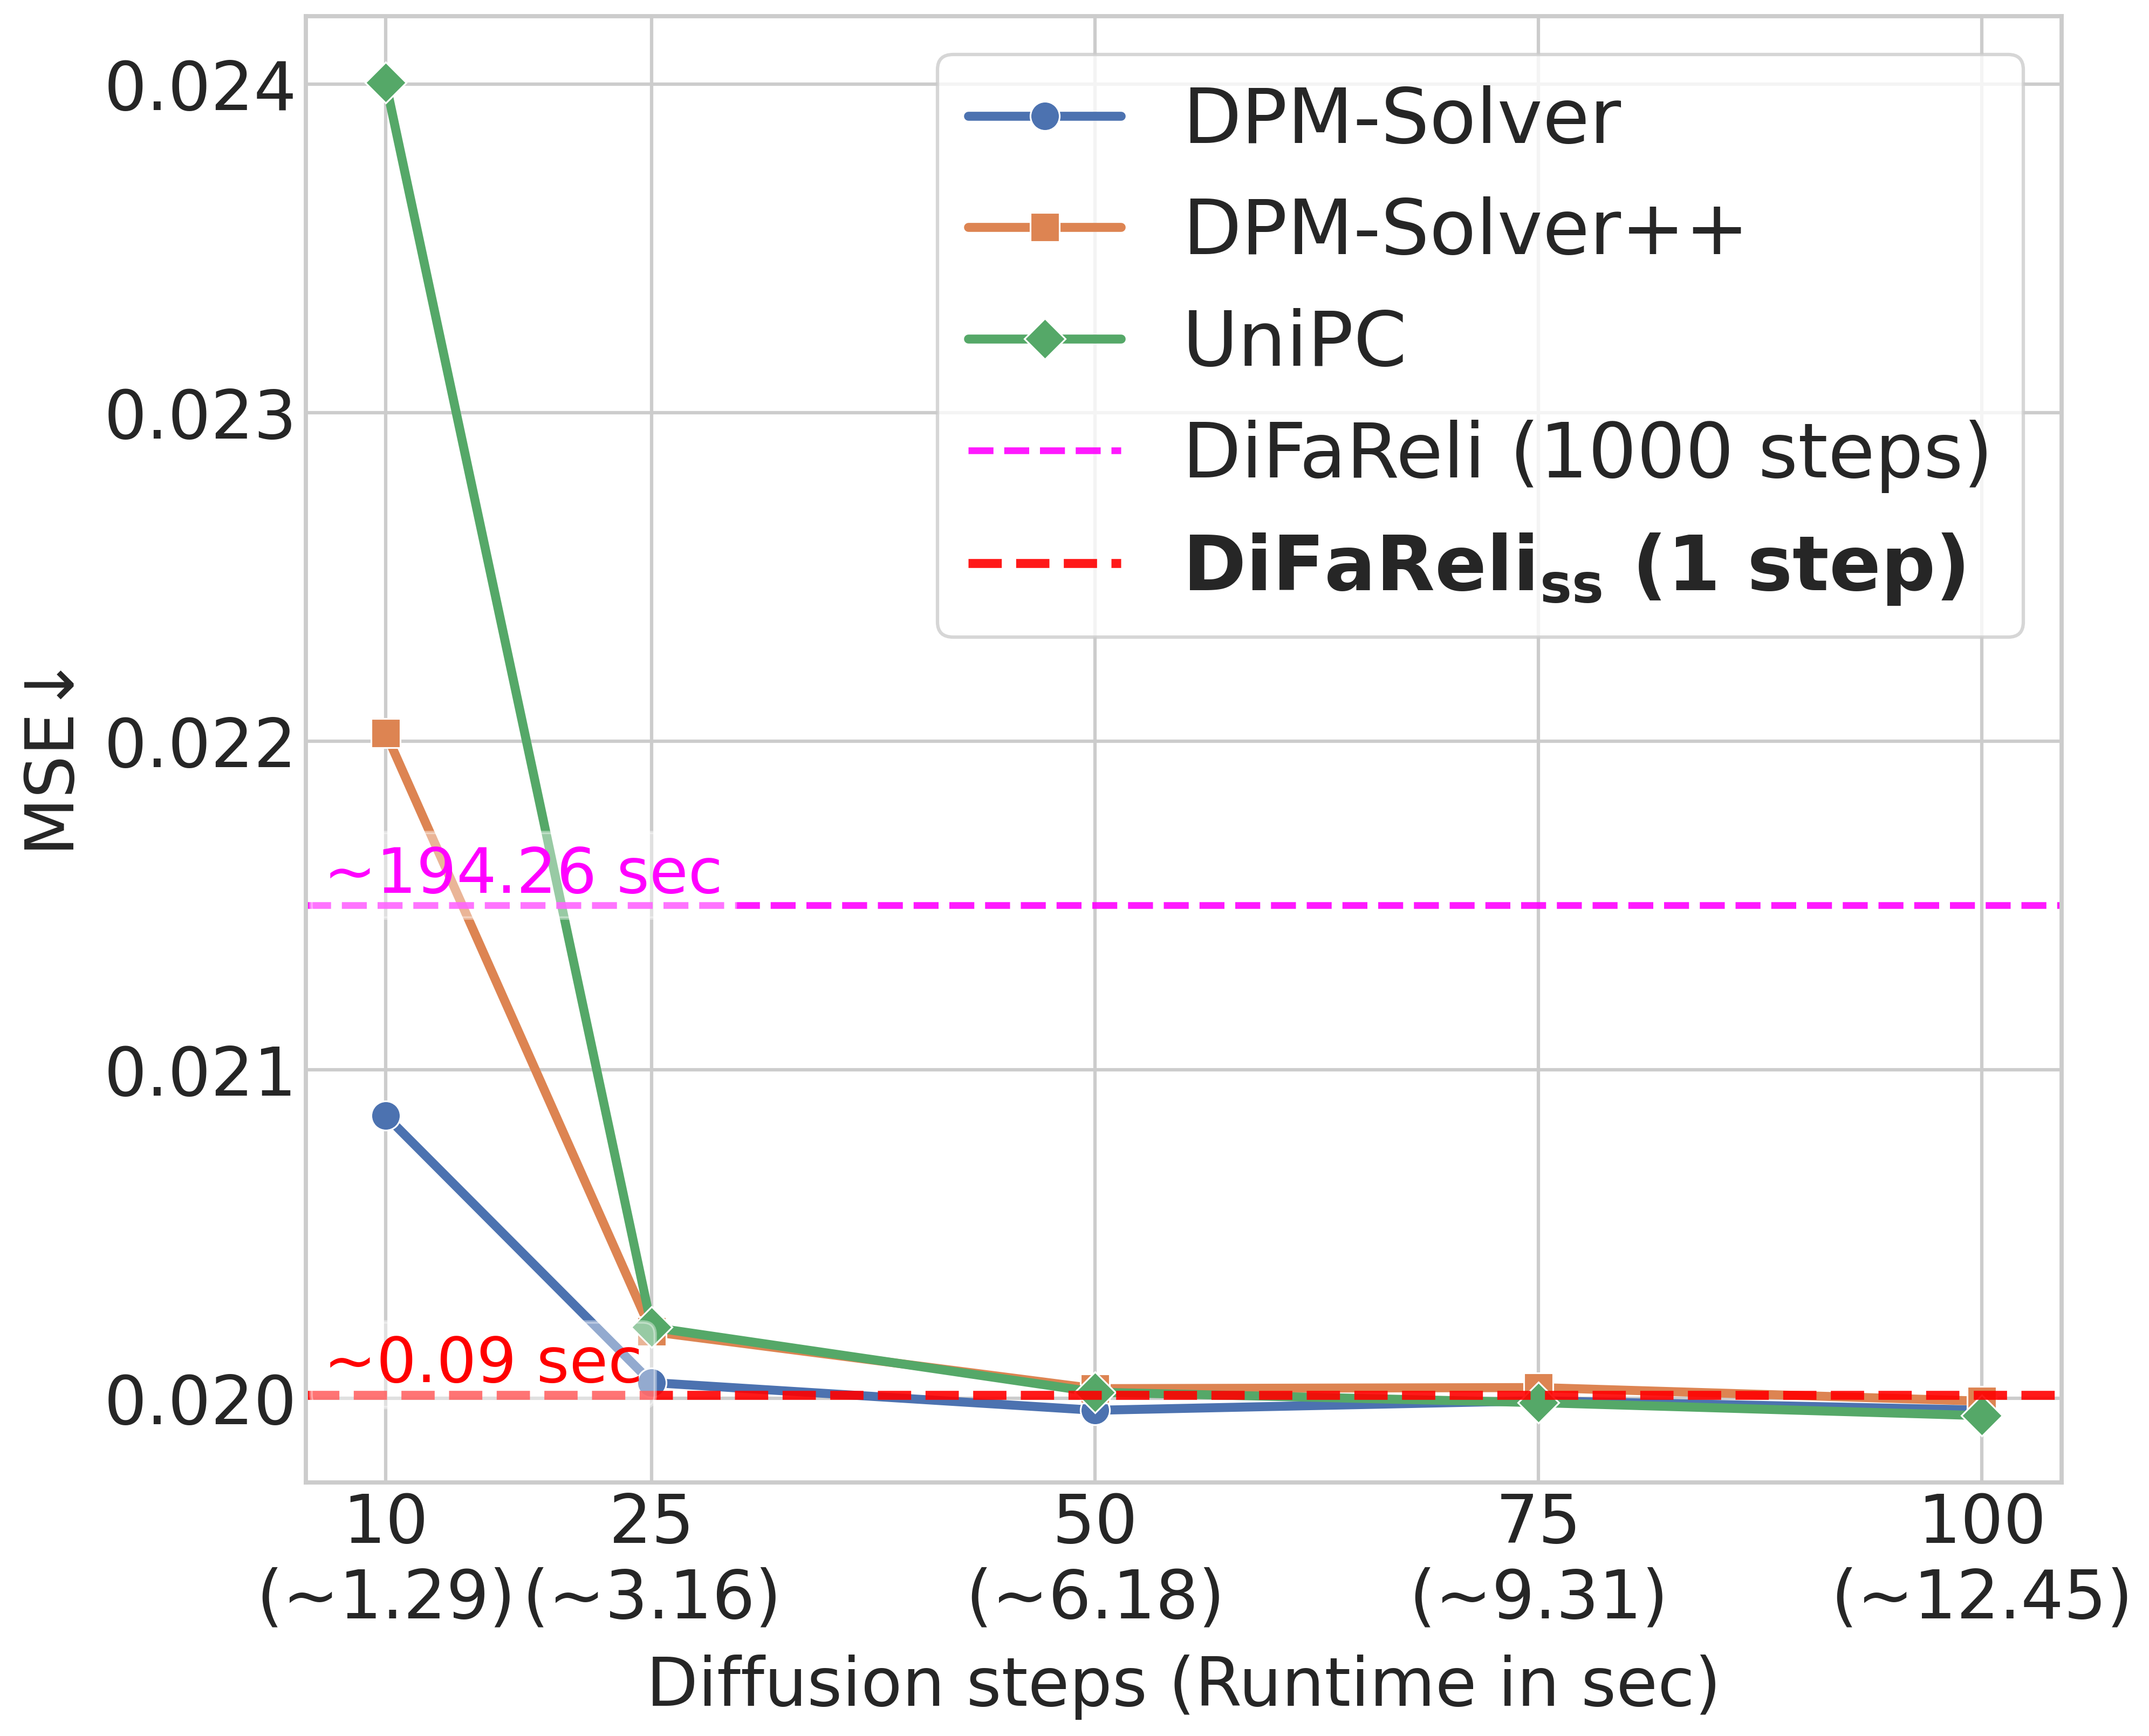 MSE↓
0.024
0.023
0.022
0.021
0.020
DPM-Solver
DPM-Solver++
UniPC
DiFaReli (1000 steps)
DiFaReliss (1 step)
~194.26 sec
~0.09 sec
10 25 50 75 100
(~1.29) (~3.16) (~6.18) (~9.31) (~12.45)
Diffusion steps (Runtime in sec)